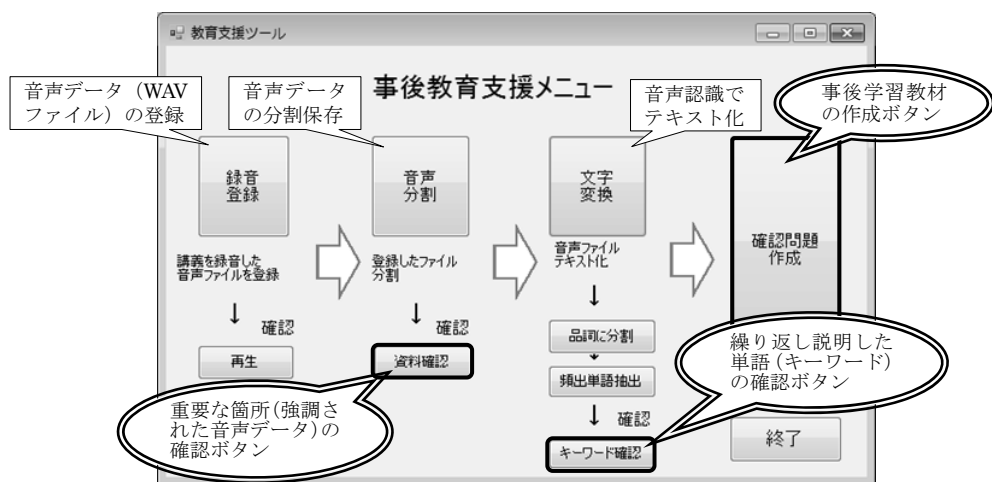 教育支援ツール
事後教育支援メニュー
音声データ（WAV
ファイル）の登録
音声データ
の分割保存
音声認識で
テキスト化
事後学習教材
の作成ボタン
録音
登録
音声
分割
文字
変換
確認問題
作成
講義を録音した
音声ファイルを登録
登録したファイル
分割
音声ファイル
テキスト化
↓ 確認
↓ 確認
↓
再生
資料確認
品詞に分割
頻出単語抽出
↓ 確認
キーワード確認
重要な箇所(強調さ
れた音声データ)の
確認ボタン
繰り返し説明した
単語(キーワード)
の確認ボタン
終了